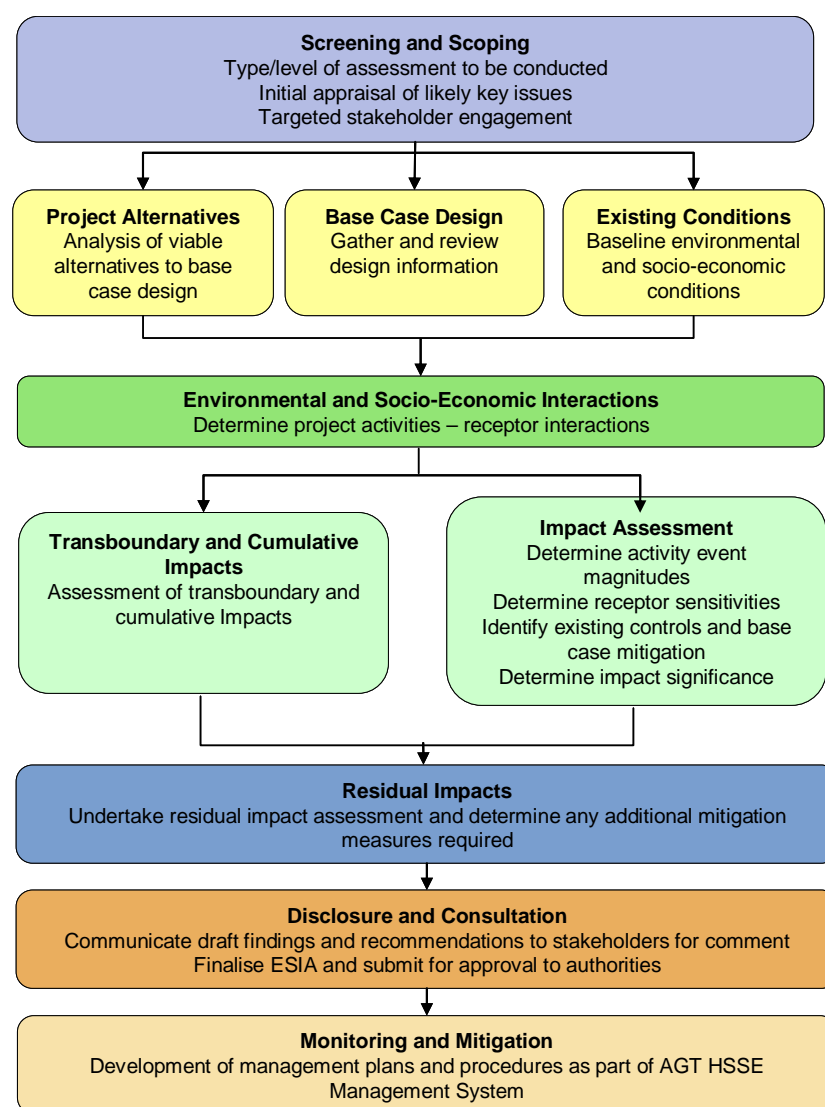 Screening and Scoping
Type/level of assessment to be conducted
Initial appraisal of likely key issues
Targeted stakeholder engagement
Project Alternatives
Analysis of viable
alternatives to base
case design
Base Case Design
Gather and review
design information
Existing Conditions
Baseline environmental
and socio-economic
conditions
Environmental and Socio-Economic Interactions
Determine project activities – receptor interactions
Transboundary and Cumulative
Impacts
Assessment of transboundary and
cumulative Impacts
Impact Assessment
Determine activity event
magnitudes
Determine receptor sensitivities
Identify existing controls and base
case mitigation
Determine impact significance
Residual Impacts
Undertake residual impact assessment and determine any additional mitigation
measures required
Disclosure and Consultation
Communicate draft findings and recommendations to stakeholders for comment
Finalise ESIA and submit for approval to authorities
Monitoring and Mitigation
Development of management plans and procedures as part of AGT HSSE
Management System